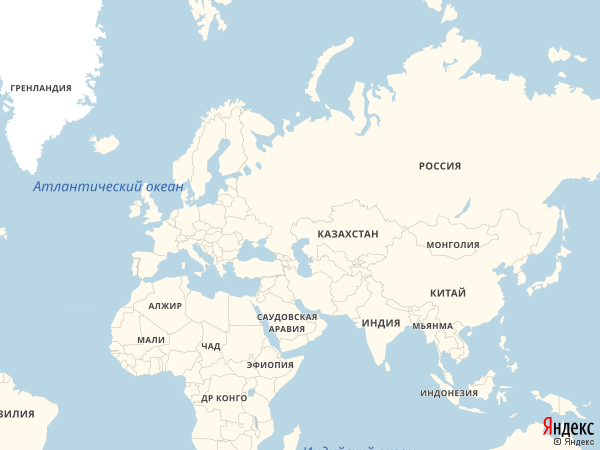 ГРЕНЛАНДИЯ
РОССИЯ
Атлантический океан
КАЗАХСТАН
МОНГОЛИЯ
КИТАЙ
АЛЖИР
САУДОВСКАЯ
АРАВИЯ
ИНДИЯ
МЬЯНМА
МАЛИ
ЧАД
ЭФИОПИЯ
ИНДОНЕЗИЯ
ДР КОНГО
ЗИЛИЯ
Яндекс
© Яндекс